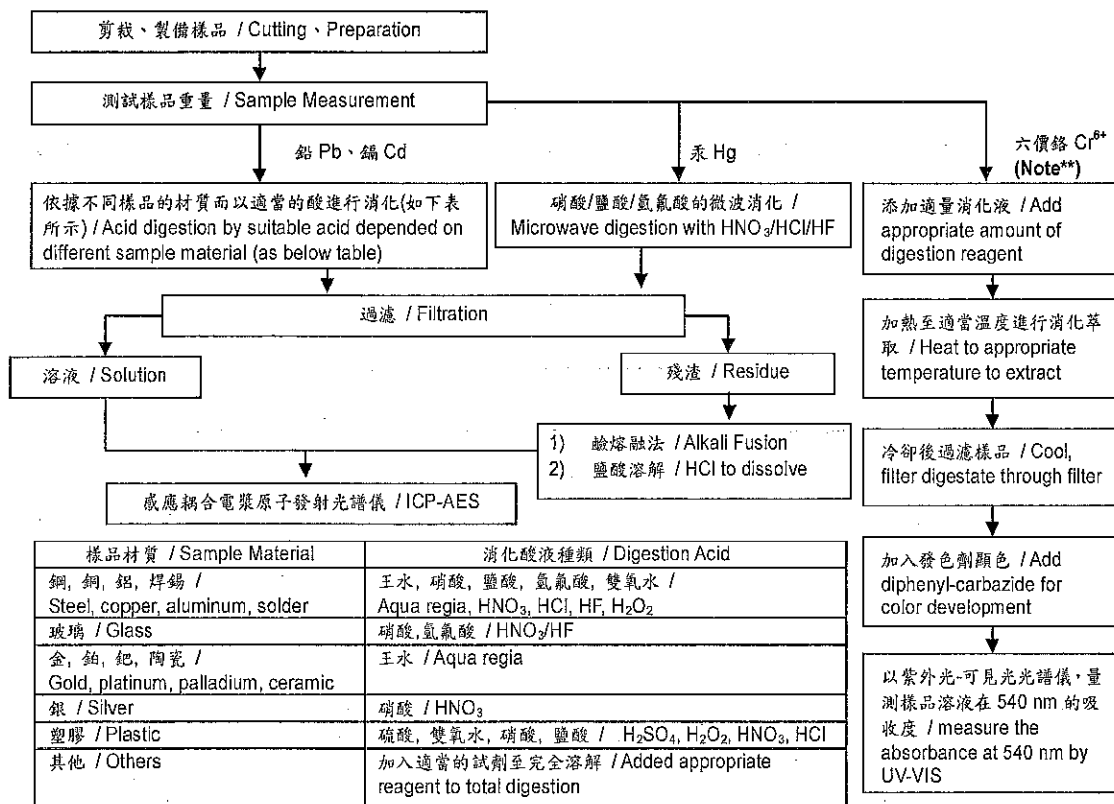 剪裁、製備樣品 / Cutting、Preparation
測試樣品重量 / Sample Measurement
鉛 Pb、鎘 Cd
汞 Hg
六價鉻 Cr⁶⁺
(Note**)
依據不同樣品的材質而以適當的酸進行消化(如下表
所示) / Acid digestion by suitable acid depended on
different sample material (as below table)
硝酸/鹽酸/氫氟酸的微波消化 /
Microwave digestion with HNO₃/HCl/HF
添加適量消化液 / Add
appropriate amount of
digestion reagent
過濾 / Filtration
加熱至適當溫度進行消化萃
取 / Heat to appropriate
temperature to extract
溶液 / Solution
殘渣 / Residue
1) 鹼熔融法 / Alkali Fusion
2) 鹽酸溶解 / HCl to dissolve
冷卻後過濾樣品 / Cool,
filter digestate through filter
感應耦合電漿原子發射光譜儀 / ICP-AES
加入發色劑顯色 / Add
diphenyl-carbazide for
color development
以紫外光-可見光光譜儀，量
測樣品溶液在 540 nm 的吸
收度 / measure the
absorbance at 540 nm by
UV-VIS
樣品材質 / Sample Material
消化酸液種類 / Digestion Acid
鋼, 銅, 鋁, 焊錫 /
Steel, copper, aluminum, solder
王水, 硝酸, 鹽酸, 氫氟酸, 雙氧水 /
Aqua regia, HNO₃, HCl, HF, H₂O₂
玻璃 / Glass
硝酸,氫氟酸 / HNO₃/HF
金, 鉑, 鈀, 陶瓷 /
Gold, platinum, palladium, ceramic
王水 / Aqua regia
銀 / Silver
硝酸 / HNO₃
塑膠 / Plastic
硫酸, 雙氧水, 硝酸, 鹽酸 / H₂SO₄, H₂O₂, HNO₃, HCl
其他 / Others
加入適當的試劑至完全溶解 / Added appropriate
reagent to total digestion